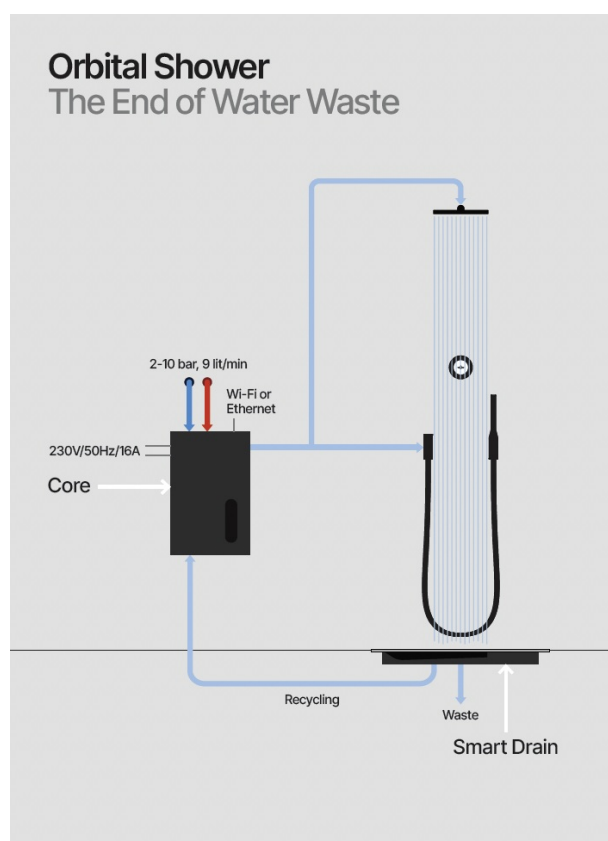 Orbital Shower
The End of Water Waste
2-10 bar, 9 lit/min
Wi-Fi or
Ethernet
230V/50Hz/16A
Core
Recycling
Waste
Smart Drain